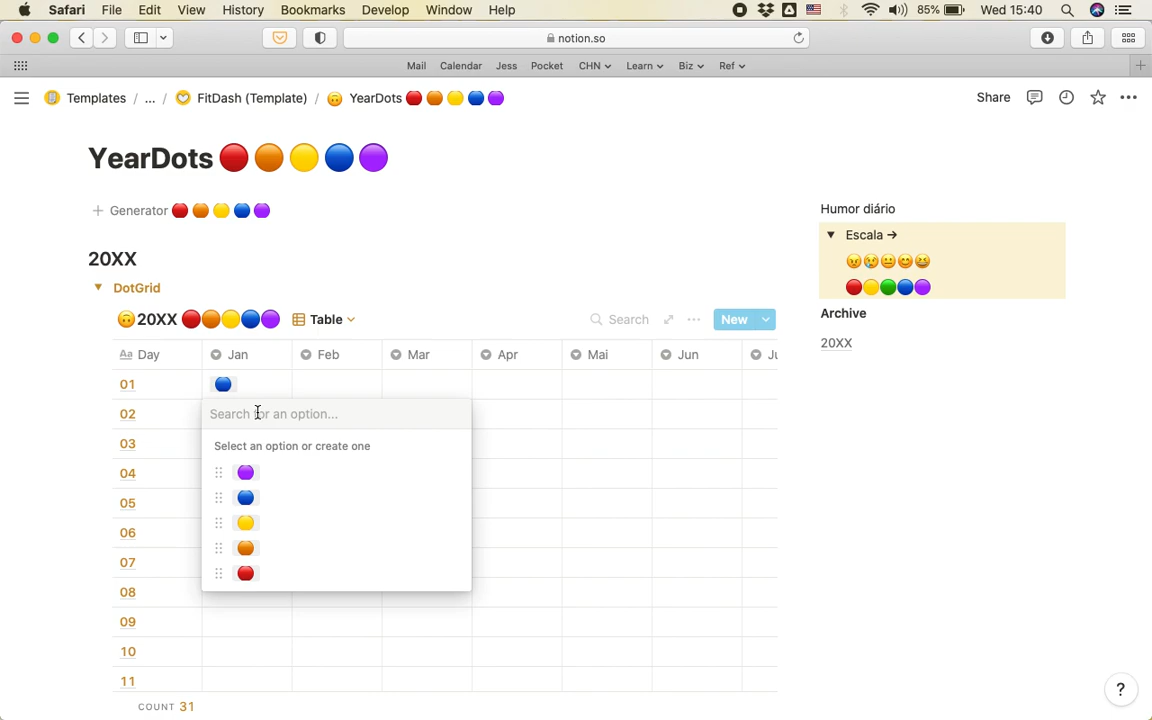 Safari File Edit View History Bookmarks Develop Window Help 85% Wed 15:40
notion.so
Mail Calendar Jess Pocket CHN Learn Biz Ref
Templates / ... / FitDash (Template) / YearDots 🔴🟠🟡🔵🟣 Share
YearDots 🔴🟠🟡🔵🟣
+ Generator 🔴🟠🟡🔵🟣
Humor diário
Escala →
😠😢😐😊😆
🔴🟡🟢🔵🟣
Archive
20XX
20XX
DotGrid
🙃20XX 🔴🟠🟡🔵🟣 Table Search ... New
Aa Day Jan Feb Mar Apr Mai Jun Ju
01 🔵
02 Search for an option...
03 Select an option or create one
04 🟣
05 🔵
06 🟡
07 🟠
08 🔴
09
10
11
COUNT 31
?